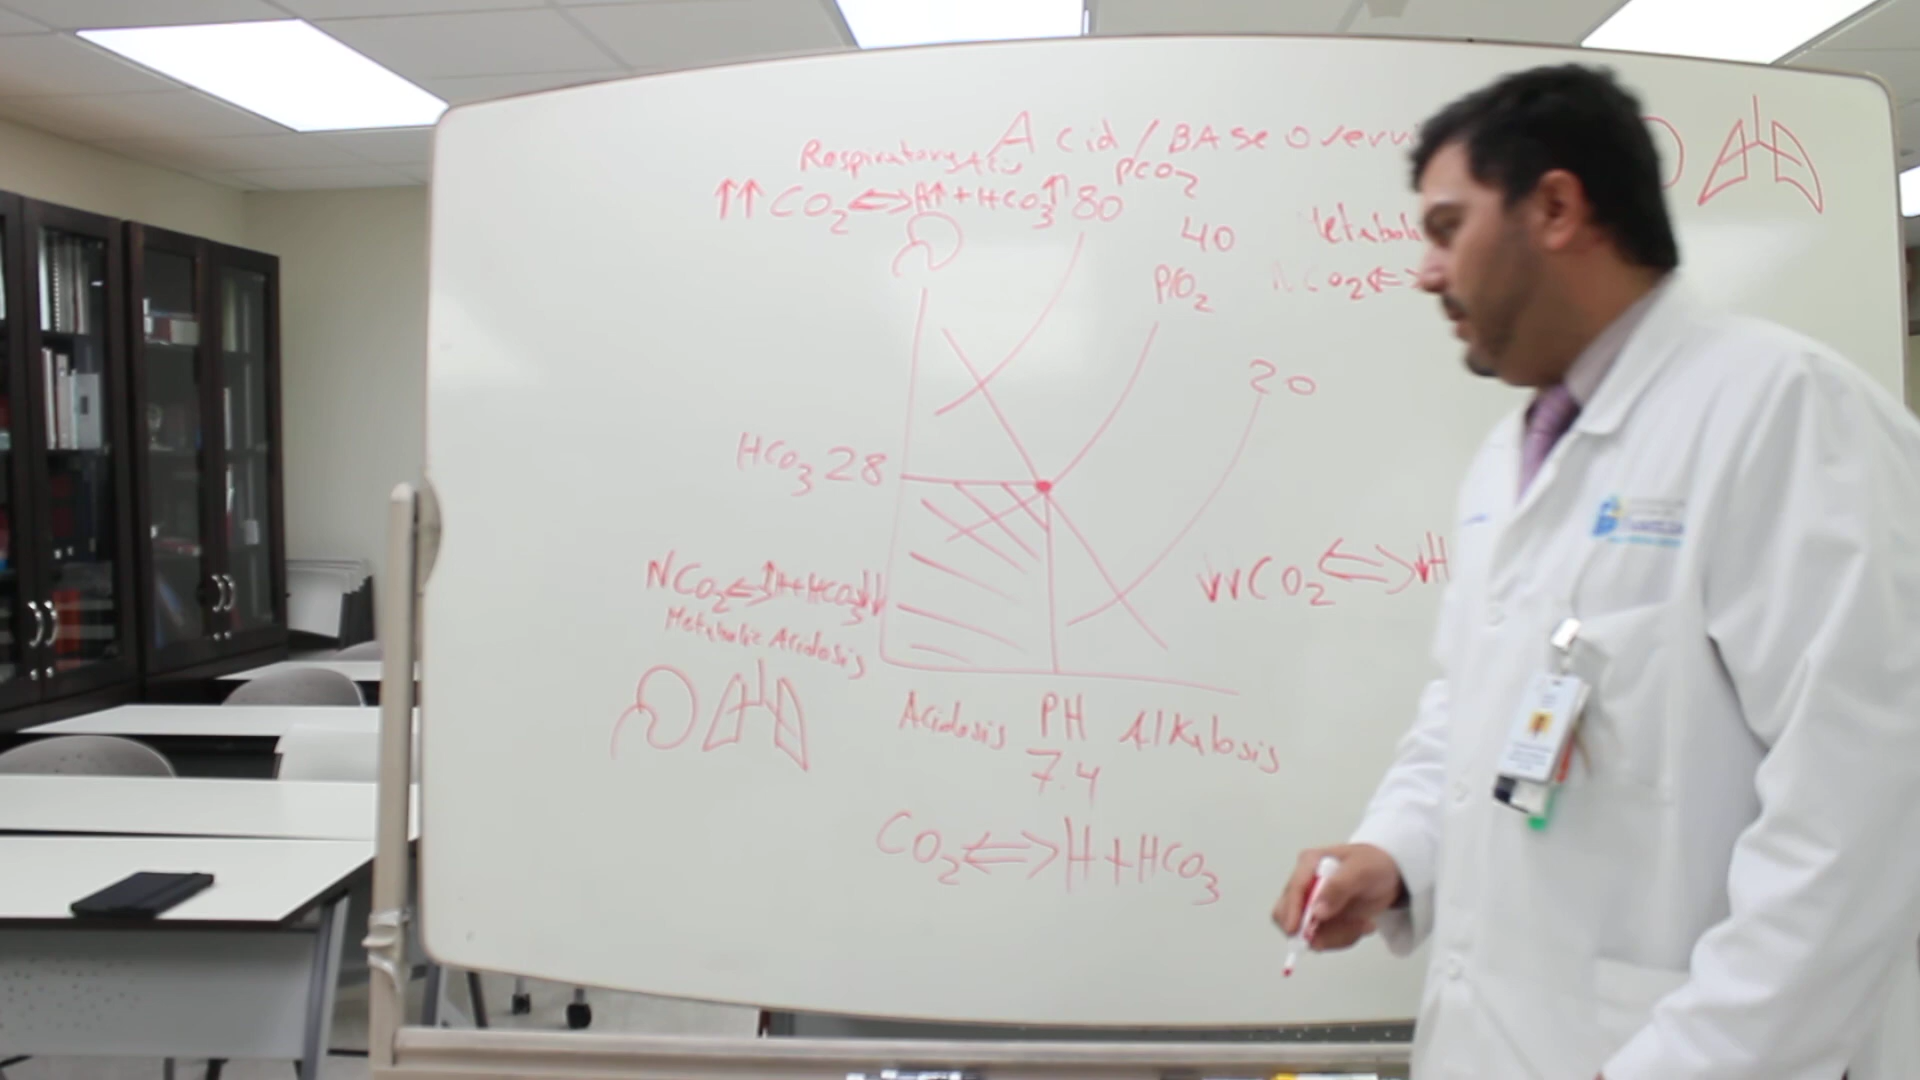 Acid/BAse overvi
Respiratory
PCO2
↑↑CO2⇔H↑+HCO3↑ 80
40
PCO2
CO2⇔
20
HCO3 28
NCO2⇔↑H+HCO3↓↓
Metabolic Acidosis
↓↓CO2⇔↓H
Acidosis PH Alkalosis
7.4
CO2⇔H+HCO3